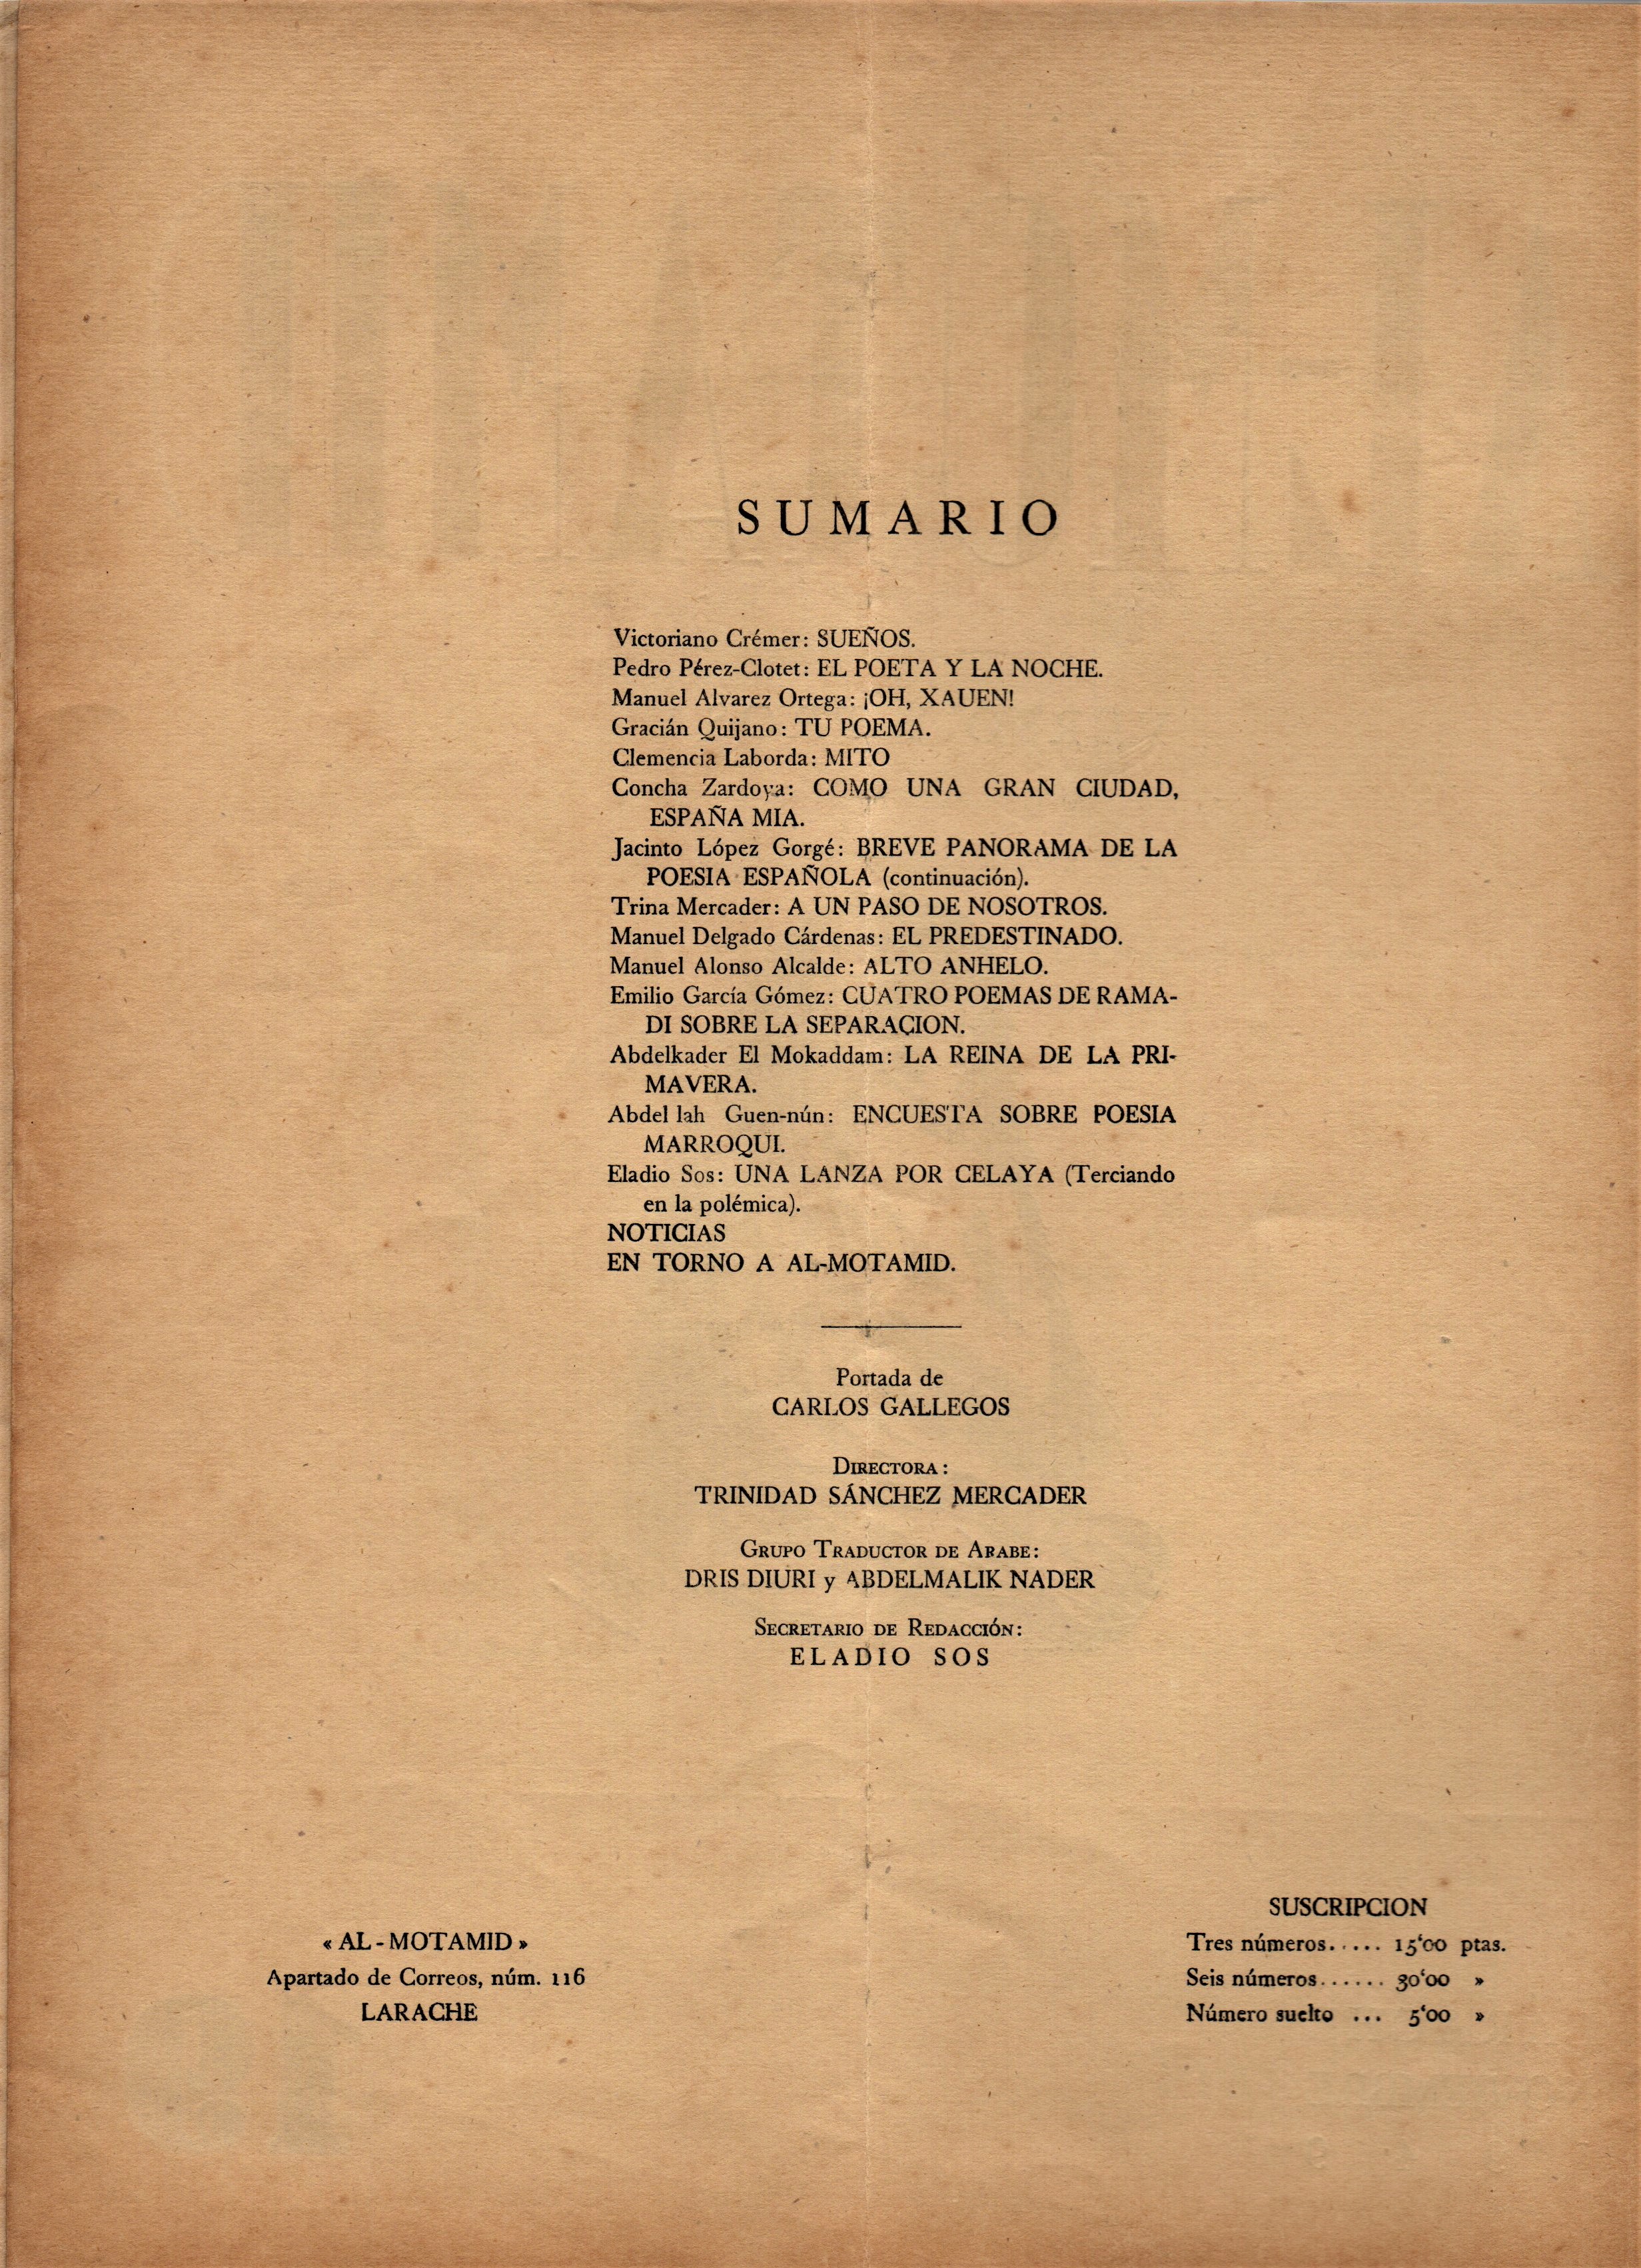 SUMARIO
Victoriano Crémer: SUEÑOS.
Pedro Pérez-Clotet: EL POETA Y LA NOCHE.
Manuel Alvarez Ortega: ¡OH, XAUEN!
Gracián Quijano: TU POEMA.
Clemencia Laborda: MITO
Concha Zardoya: COMO UNA GRAN CIUDAD,
ESPAÑA MIA.
Jacinto López Gorgé: BREVE PANORAMA DE LA
POESIA ESPAÑOLA (continuación).
Trina Mercader: A UN PASO DE NOSOTROS.
Manuel Delgado Cárdenas: EL PREDESTINADO.
Manuel Alonso Alcalde: ALTO ANHELO.
Emilio García Gómez: CUATRO POEMAS DE RAMA-
DI SOBRE LA SEPARACION.
Abdelkader El Mokaddam: LA REINA DE LA PRI-
MAVERA.
Abdel lah Guen-nún: ENCUESTA SOBRE POESIA
MARROQUI.
Eladio Sos: UNA LANZA POR CELAYA (Terciando
en la polémica).
NOTICIAS
EN TORNO A AL-MOTAMID.
Portada de
CARLOS GALLEGOS
DIRECTORA:
TRINIDAD SÁNCHEZ MERCADER
GRUPO TRADUCTOR DE ARABE:
DRIS DIURI y ABDELMALIK NADER
SECRETARIO DE REDACCIÓN:
ELADIO SOS
« AL-MOTAMID »
Apartado de Correos, núm. 116
LARACHE
SUSCRIPCION
Tres números..... 15'00 ptas.
Seis números...... 30'00 »
Número suelto ... 5'00 »